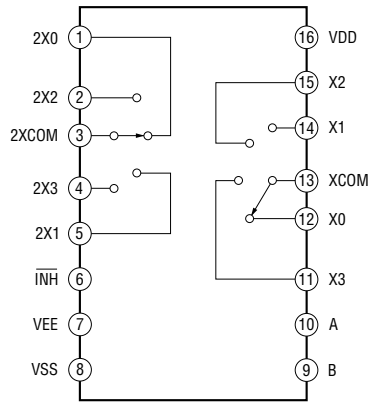 2X0 1
2X2 2
2XCOM 3
2X3 4
2X1 5
I̅N̅H̅ 6
VEE 7
VSS 8
16 VDD
15 X2
14 X1
13 XCOM
12 X0
11 X3
10 A
9 B